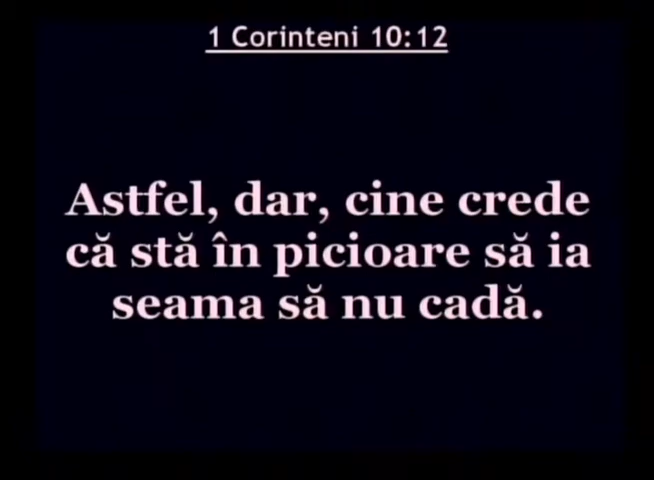 1 Corinteni 10:12
Astfel, dar, cine crede
că stă în picioare să ia
seama să nu cadă.